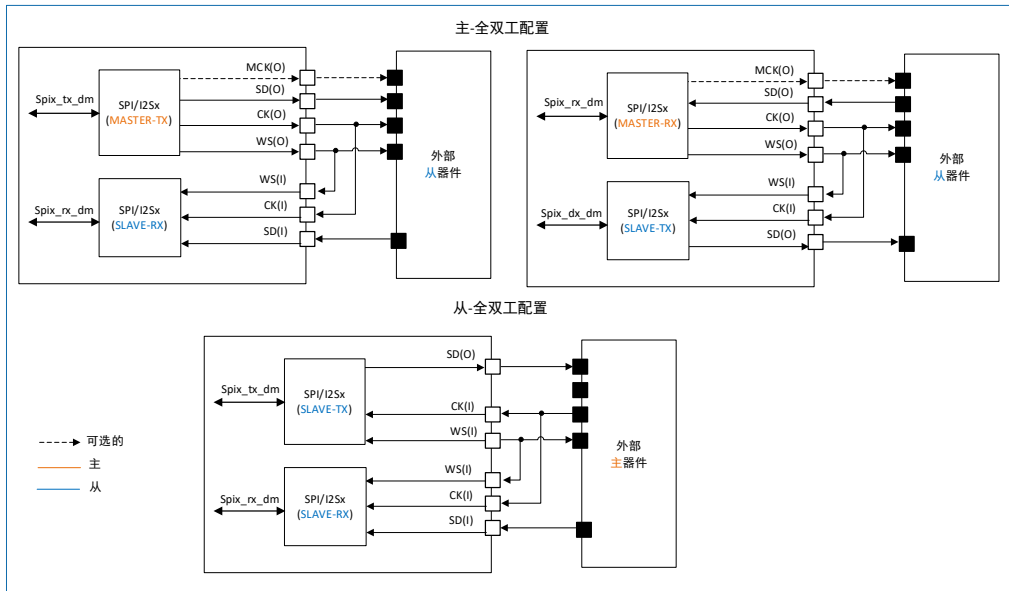 主-全双工配置
MCK(O)
SD(O)
CK(O)
WS(O)
Spix_tx_dm
SPI/I2Sx
(MASTER-TX)
WS(I)
CK(I)
SD(I)
Spix_rx_dm
SPI/I2Sx
(SLAVE-RX)
外部
从器件
MCK(O)
SD(O)
CK(O)
WS(O)
Spix_rx_dm
SPI/I2Sx
(MASTER-RX)
WS(I)
CK(I)
SD(O)
Spix_dx_dm
SPI/I2Sx
(SLAVE-TX)
外部
从器件
从-全双工配置
SD(O)
CK(I)
WS(I)
Spix_tx_dm
SPI/I2Sx
(SLAVE-TX)
WS(I)
CK(I)
SD(I)
Spix_rx_dm
SPI/I2Sx
(SLAVE-RX)
外部
主器件
可选的
主
从